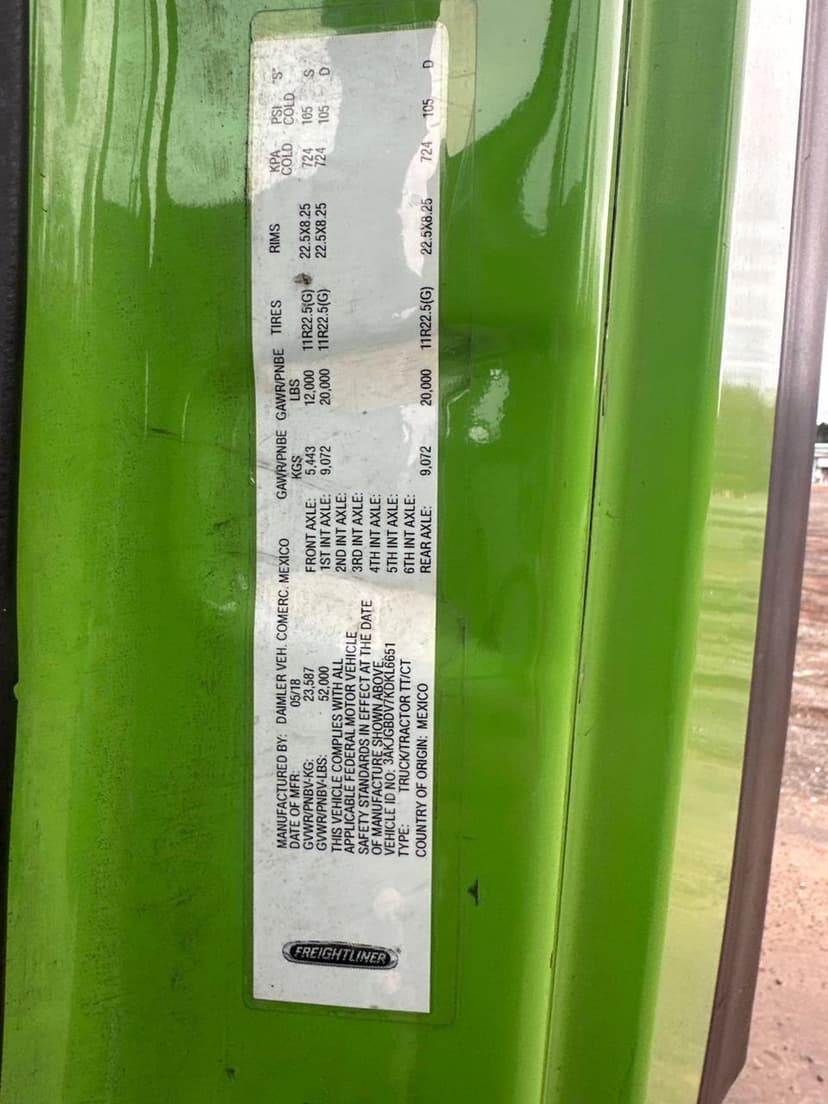 FREIGHTLINER
MANUFACTURED BY: DAIMLER VEH. COMERC. MEXICO
DATE OF MFR: 05/18
GVWR/PNBV-KG: 23,587
GVWR/PNBV-LBS: 52,000
THIS VEHICLE COMPLIES WITH ALL
APPLICABLE FEDERAL MOTOR VEHICLE
SAFETY STANDARDS IN EFFECT AT THE DATE
OF MANUFACTURE SHOWN ABOVE.
VEHICLE ID NO: 3AKJGBDV7KDKL6651
TYPE: TRUCK/TRACTOR TT/CT
COUNTRY OF ORIGIN: MEXICO
GAWR/PNBE GAWR/PNBE TIRES RIMS KPA PSI "S"
KGS LBS COLD COLD
FRONT AXLE: 5,443 12,000 11R22.5(G) 22.5X8.25 724 105 S
1ST INT AXLE: 9,072 20,000 11R22.5(G) 22.5X8.25 724 105 D
2ND INT AXLE:
3RD INT AXLE:
4TH INT AXLE:
5TH INT AXLE:
6TH INT AXLE:
REAR AXLE: 9,072 20,000 11R22.5(G) 22.5X8.25 724 105 D